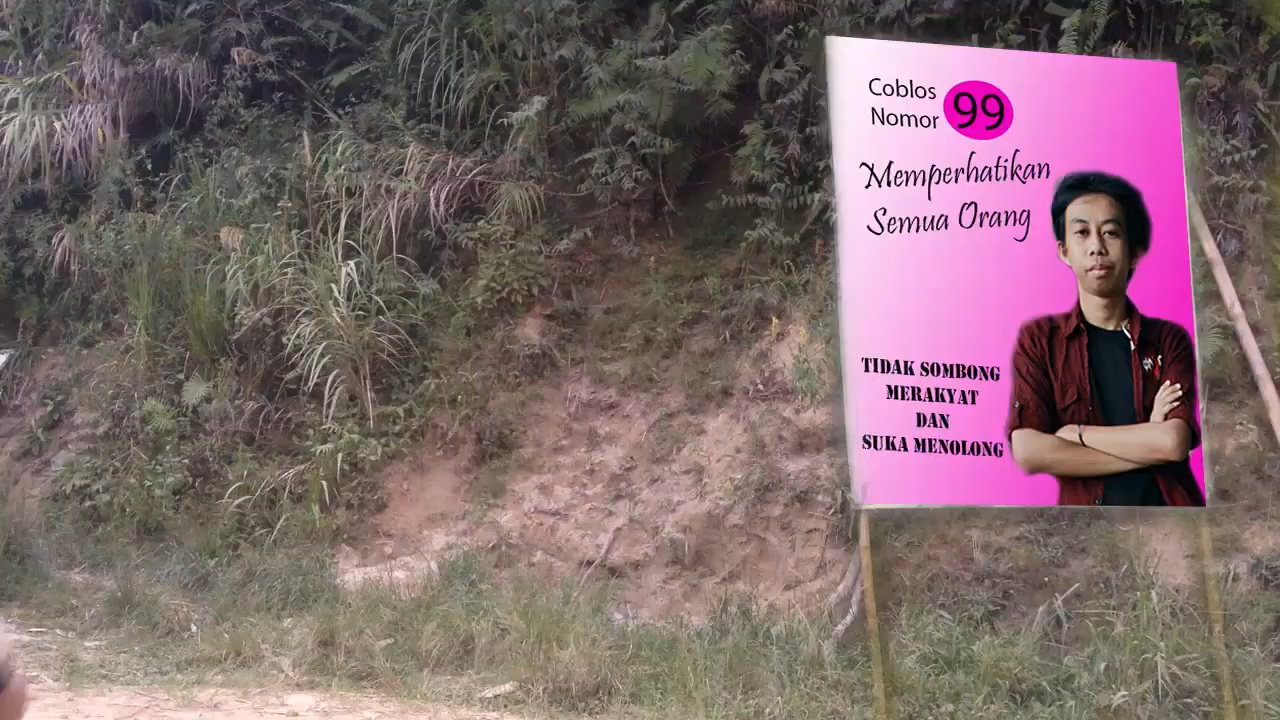 Coblos
Nomor 99
Memperhatikan
Semua Orang
TIDAK SOMBONG
MERAKYAT
DAN
SUKA MENOLONG